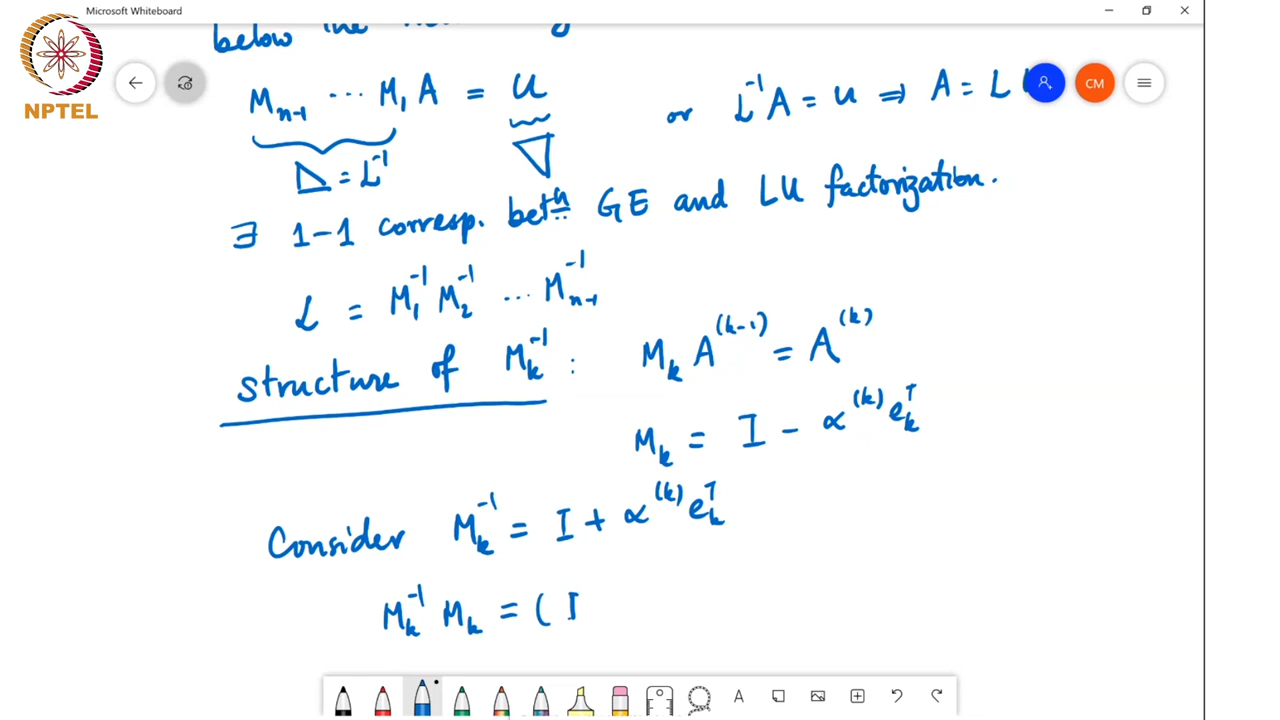 Microsoft Whiteboard
NPTEL
CM
below the
M_{n-1} ⋯ M_1 A = U or L^{-1} A = U ⇒ A = L
= L^{-1}
∃ 1-1 corresp. betⁿ GE and LU factorization.
L = M_1^{-1} M_2^{-1} ... M_{n-1}^{-1}
structure of M_k^{-1} : M_k A^{(k-1)} = A^{(k)}
M_k = I - α^{(k)} e_k^T
Consider M_k^{-1} = I + α^{(k)} e_k^T
M_k^{-1} M_k = ( I
A